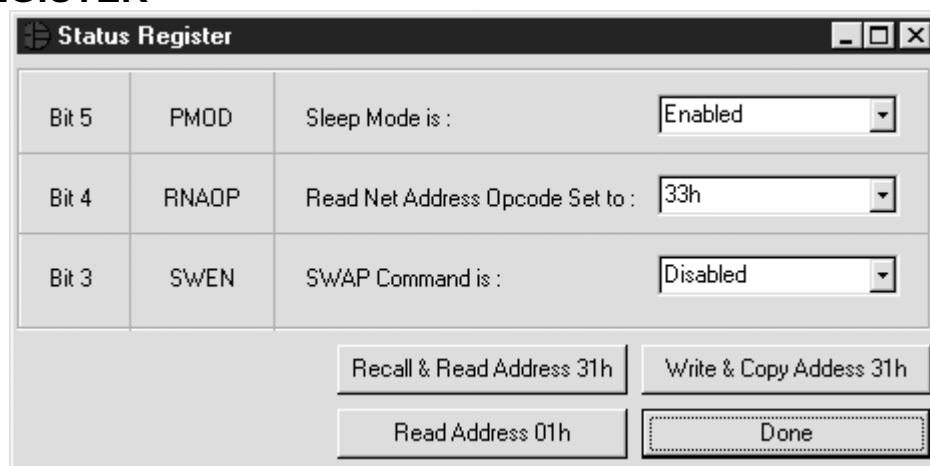 Status Register
Bit 5 PMOD Sleep Mode is : Enabled
Bit 4 RNAOP Read Net Address Opcode Set to : 33h
Bit 3 SWEN SWAP Command is : Disabled
Recall & Read Address 31h Write & Copy Addess 31h
Read Address 01h Done